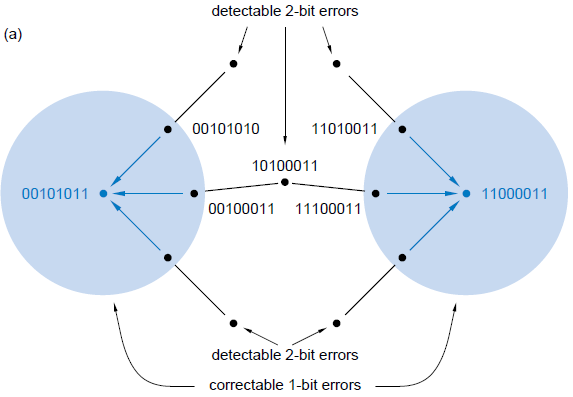 detectable 2-bit errors
(a)
00101010 11010011
10100011
00101011 11000011
00100011 11100011
detectable 2-bit errors
correctable 1-bit errors